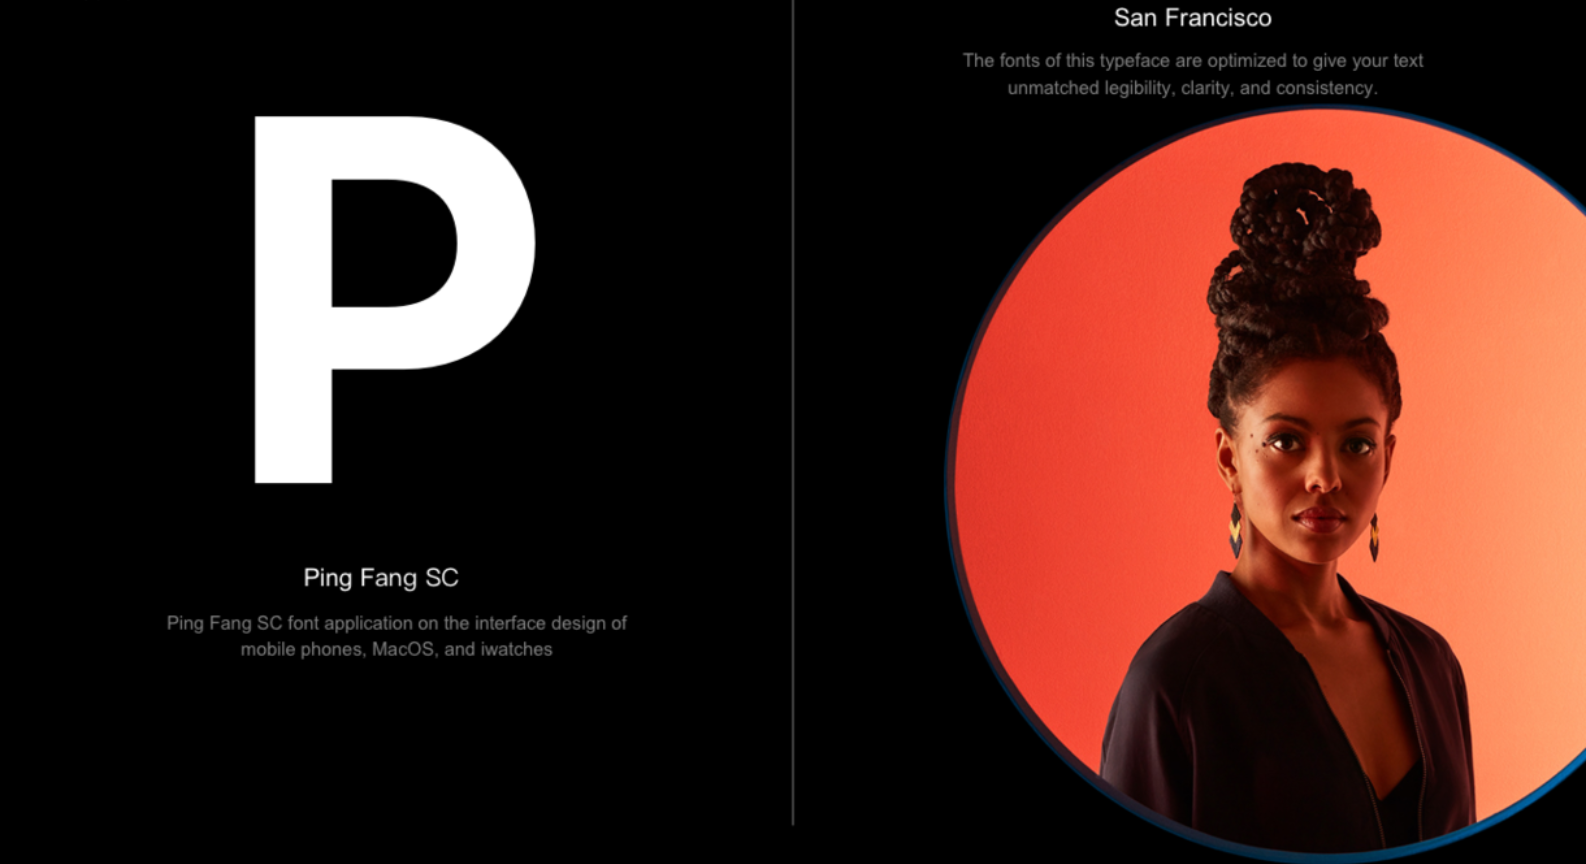 P
Ping Fang SC
Ping Fang SC font application on the interface design of
mobile phones, MacOS, and iwatches
San Francisco
The fonts of this typeface are optimized to give your text
unmatched legibility, clarity, and consistency.